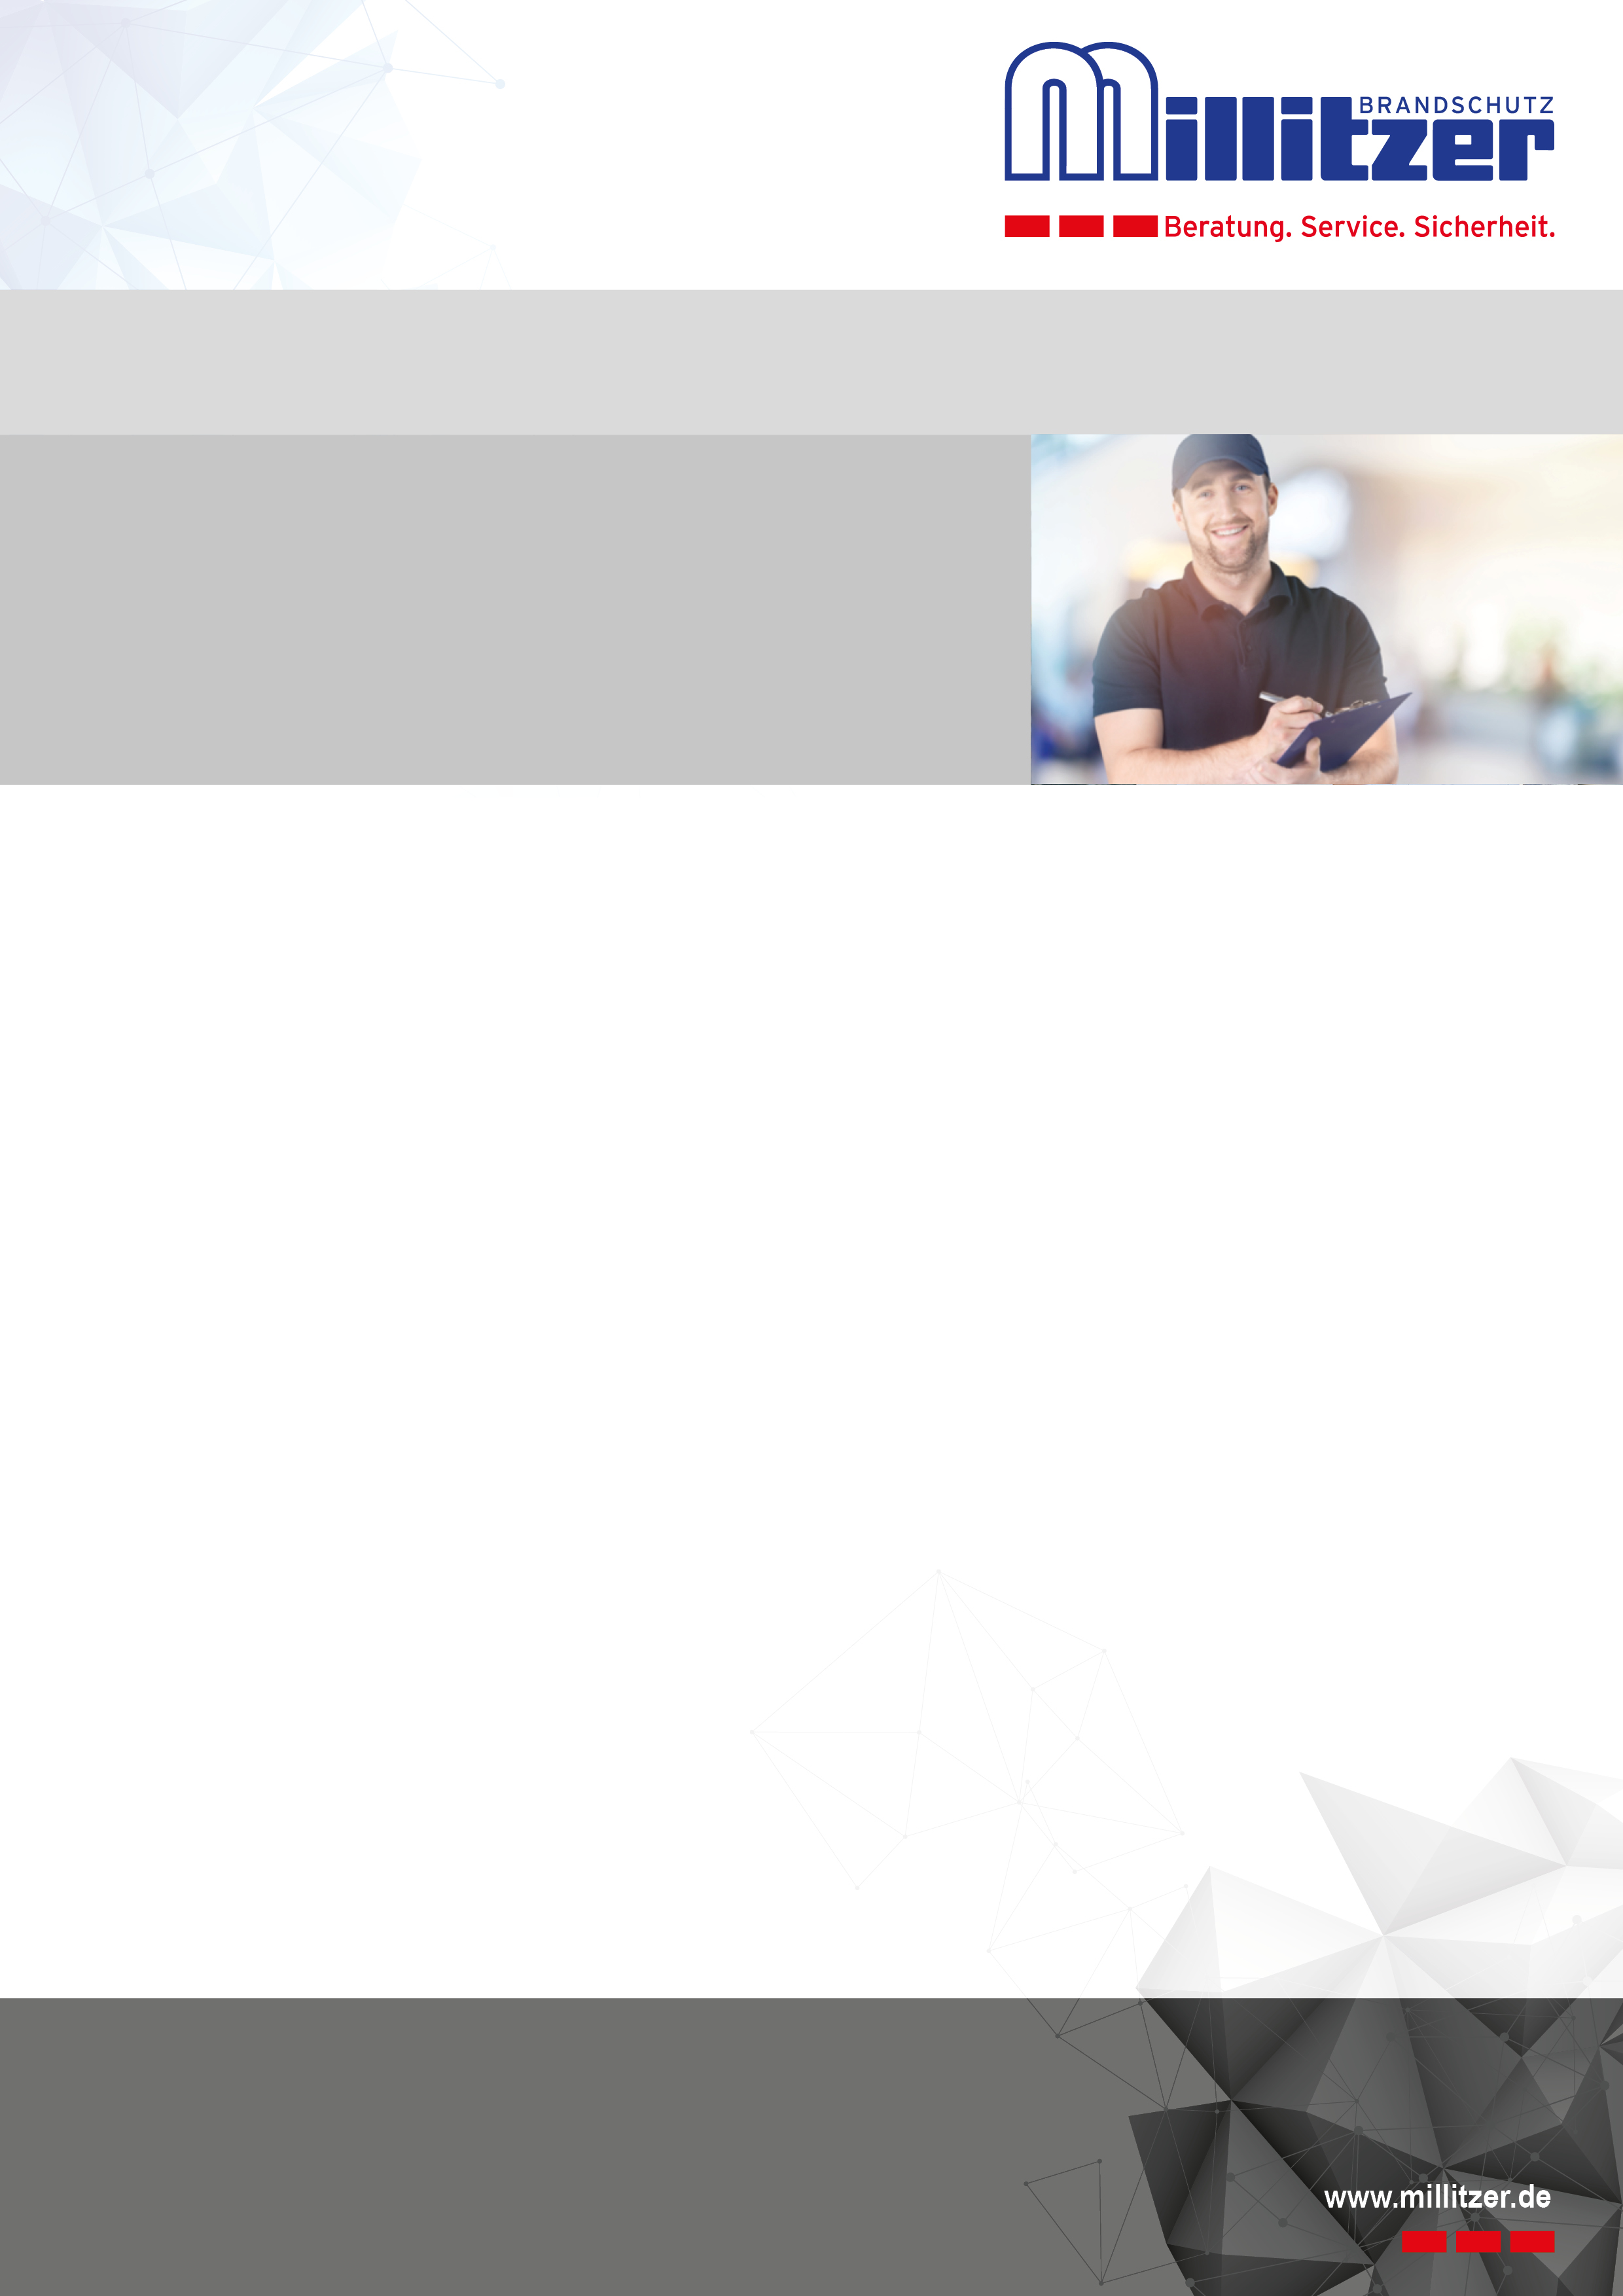 BRANDSCHUTZ
Millitzer
Beratung. Service. Sicherheit.
www.millitzer.de